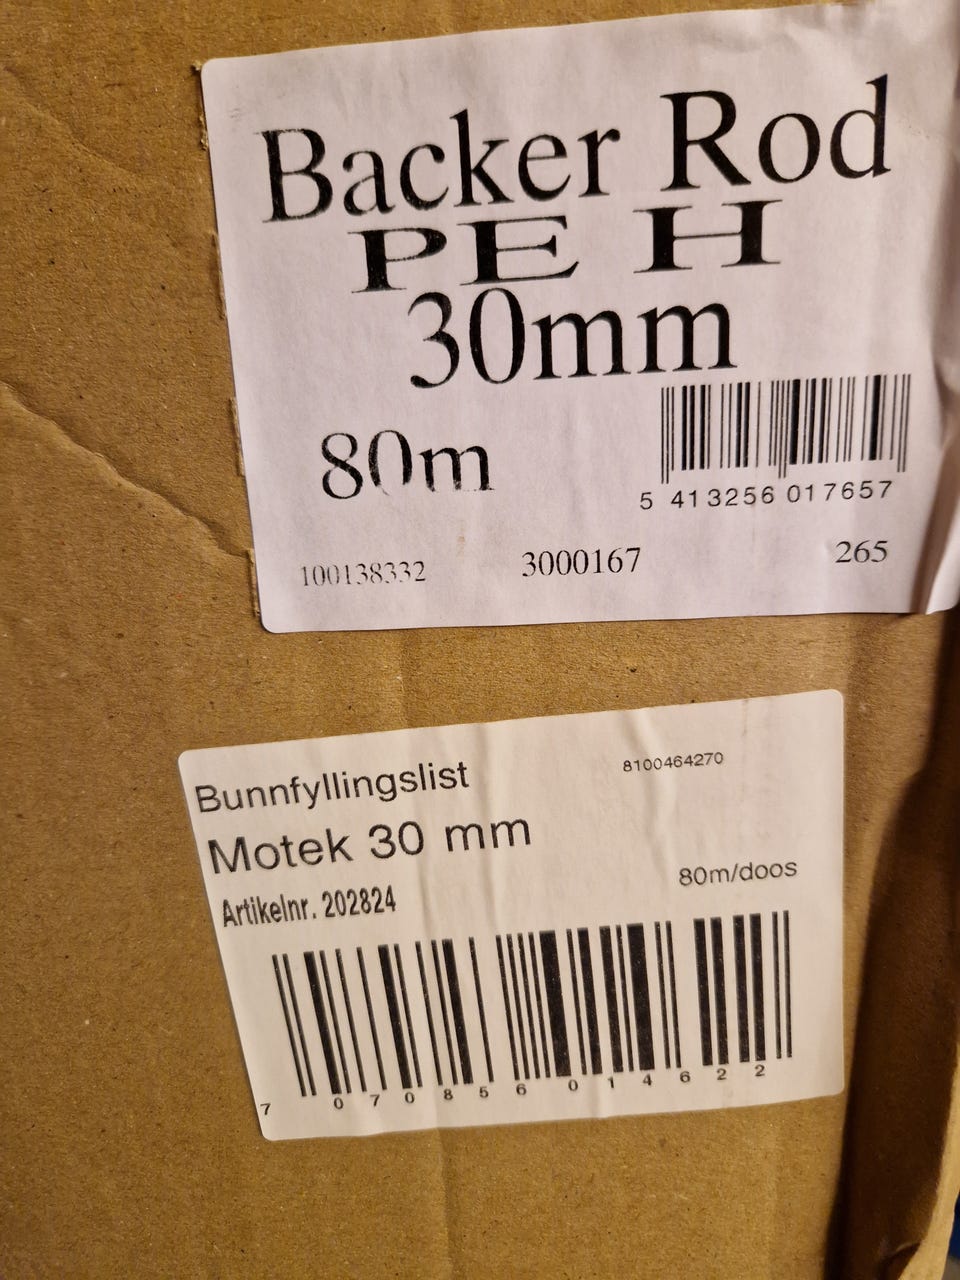 Backer Rod
PE H
30mm
80m
5 413256 017657
100138332 3000167 265
Bunnfyllingslist 8100464270
Motek 30 mm
80m/doos
Artikelnr. 202824
7 070856 014622